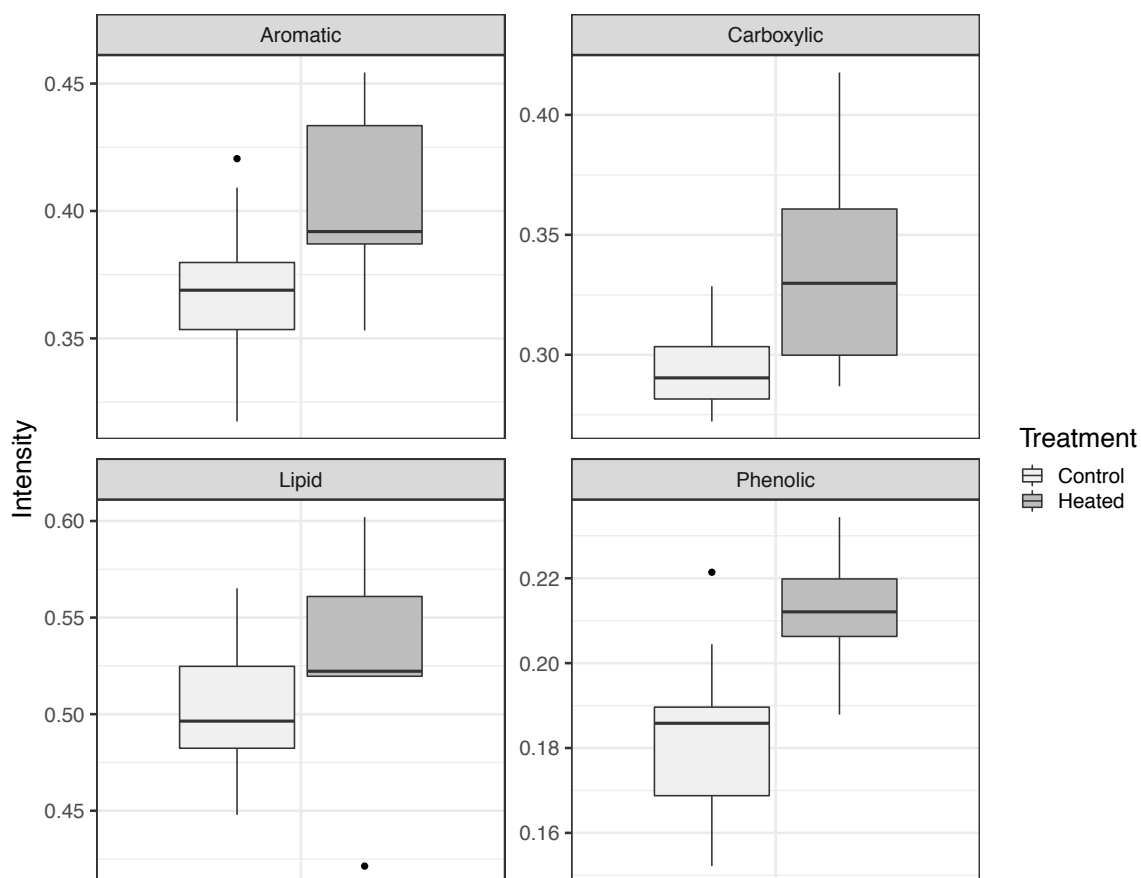 Aromatic
Carboxylic
0.45
0.40
0.35
0.40
0.35
0.30
Intensity
Lipid
Phenolic
0.60
0.55
0.50
0.45
0.22
0.20
0.18
0.16
Treatment
Control
Heated